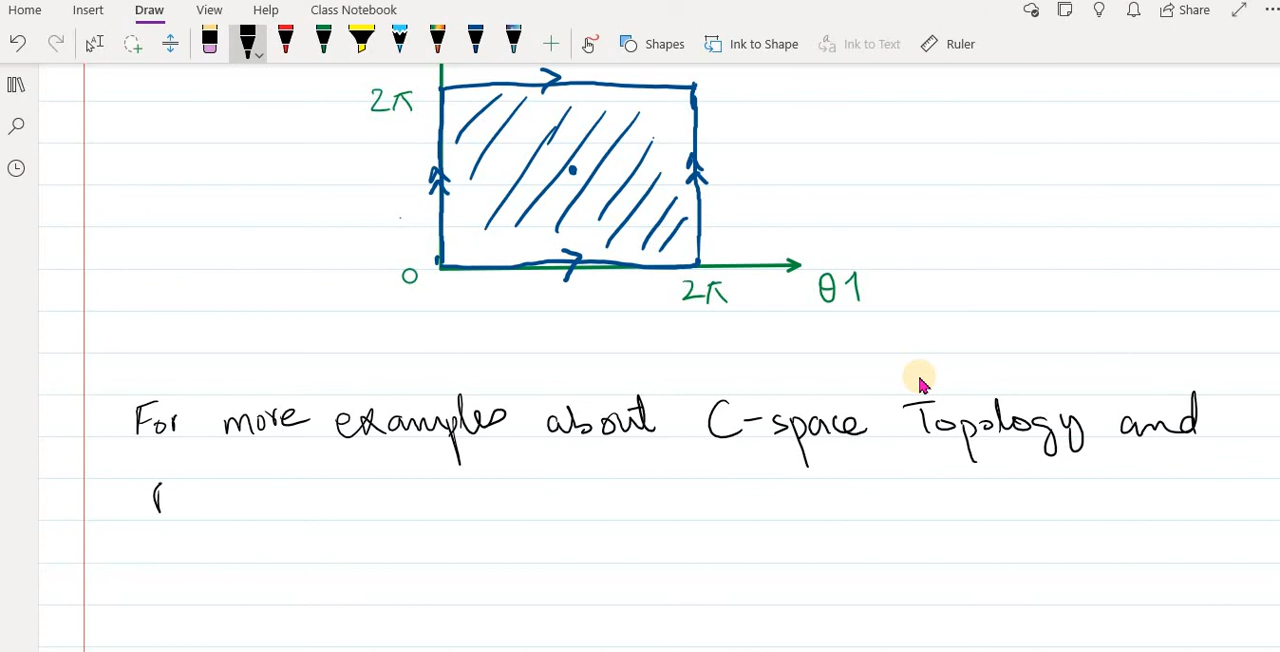 Home Insert Draw View Help Class Notebook Share
Shapes Ink to Shape Ink to Text Ruler
2π
0
2π
θ1
For more examples about C-space Topology and